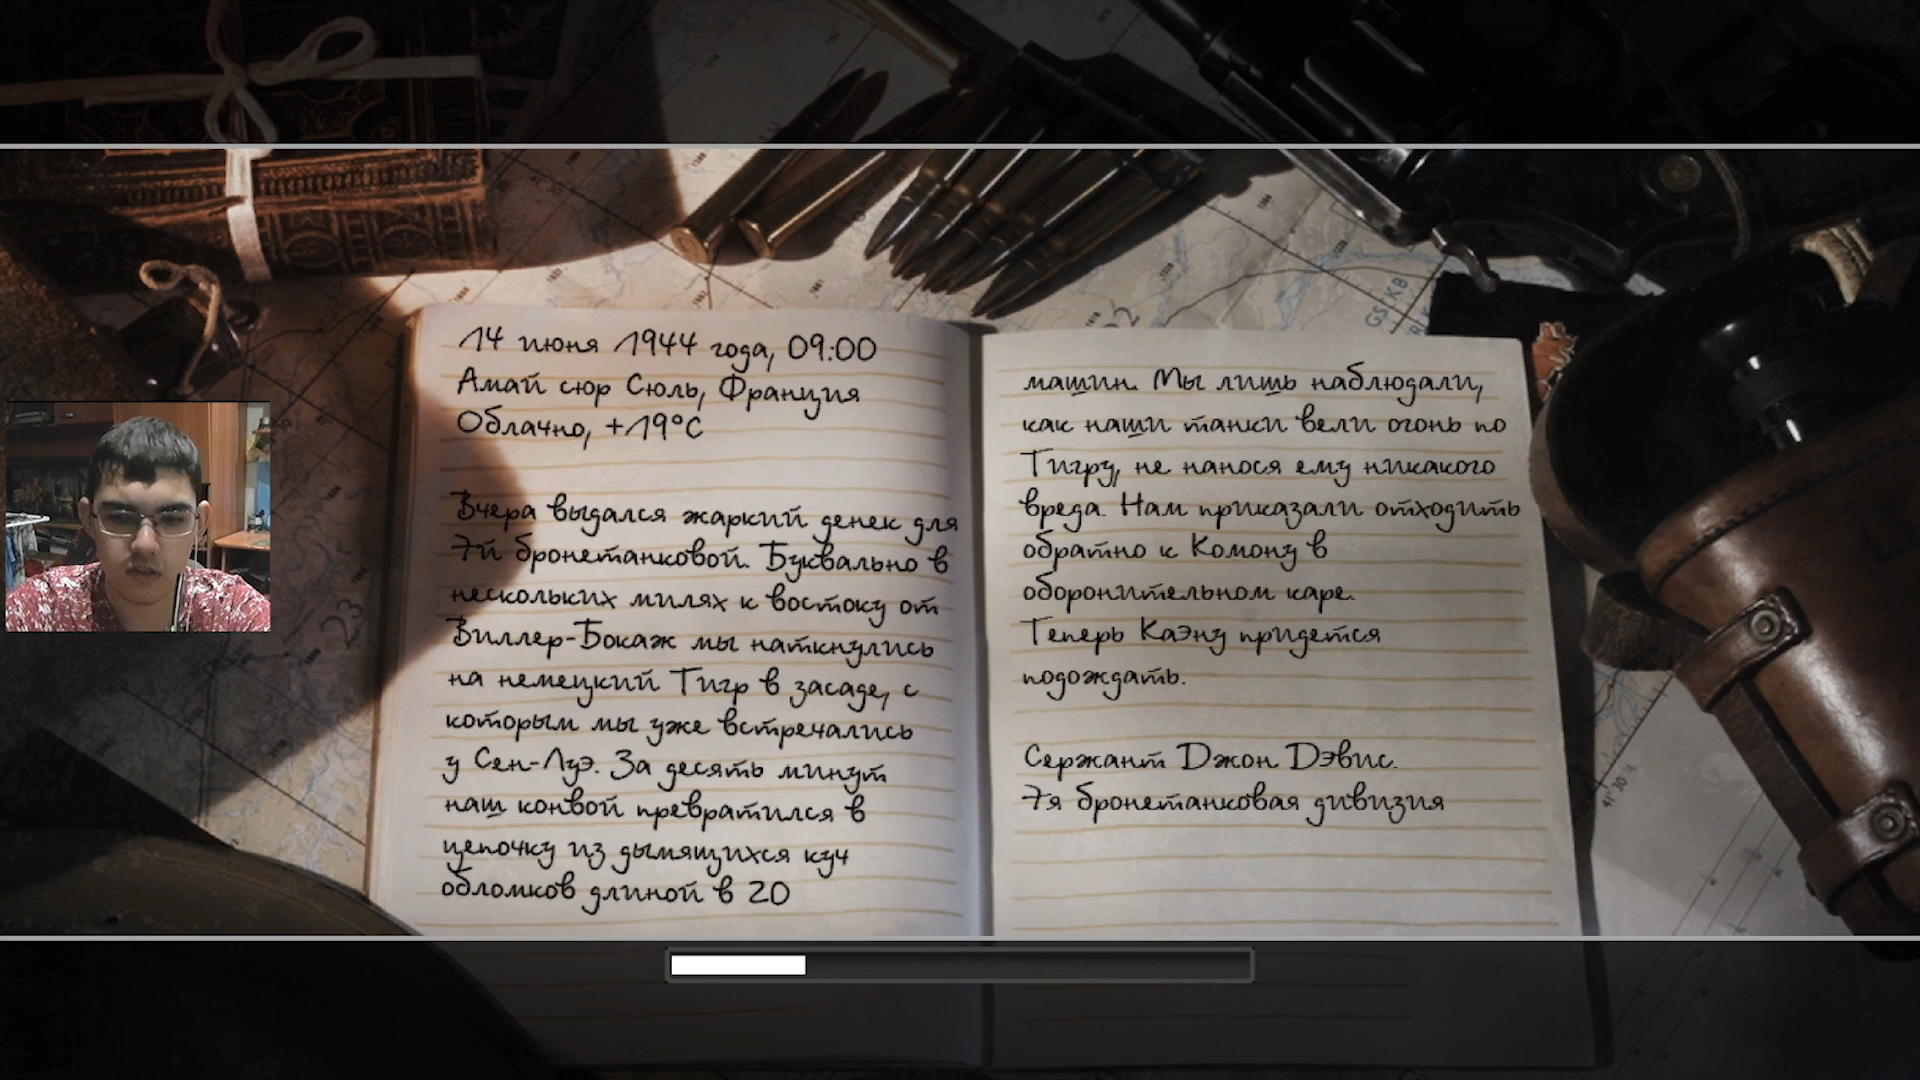 14 июня 1944 года, 09:00
Амай сюр Сюль, Франция
Облачно, +19°C
Вчера выдался жаркий денек для
7й бронетанковой. Буквально в
нескольких милях к востоку от
Виллер-Бокаж мы наткнулись
на немецкий Тигр в засаде, с
которым мы уже встречались
у Сен-Луэ. За десять минут
наш конвой превратился в
цепочку из дымящихся куч
обломков длиной в 20
машин. Мы лишь наблюдали,
как наши танки вели огонь по
Тигру, не нанося ему никакого
вреда. Нам приказали отходить
обратно к Комону в
оборонительном каре.
Теперь Каэну придется
подождать.
Сержант Джон Дэвис.
7я бронетанковая дивизия